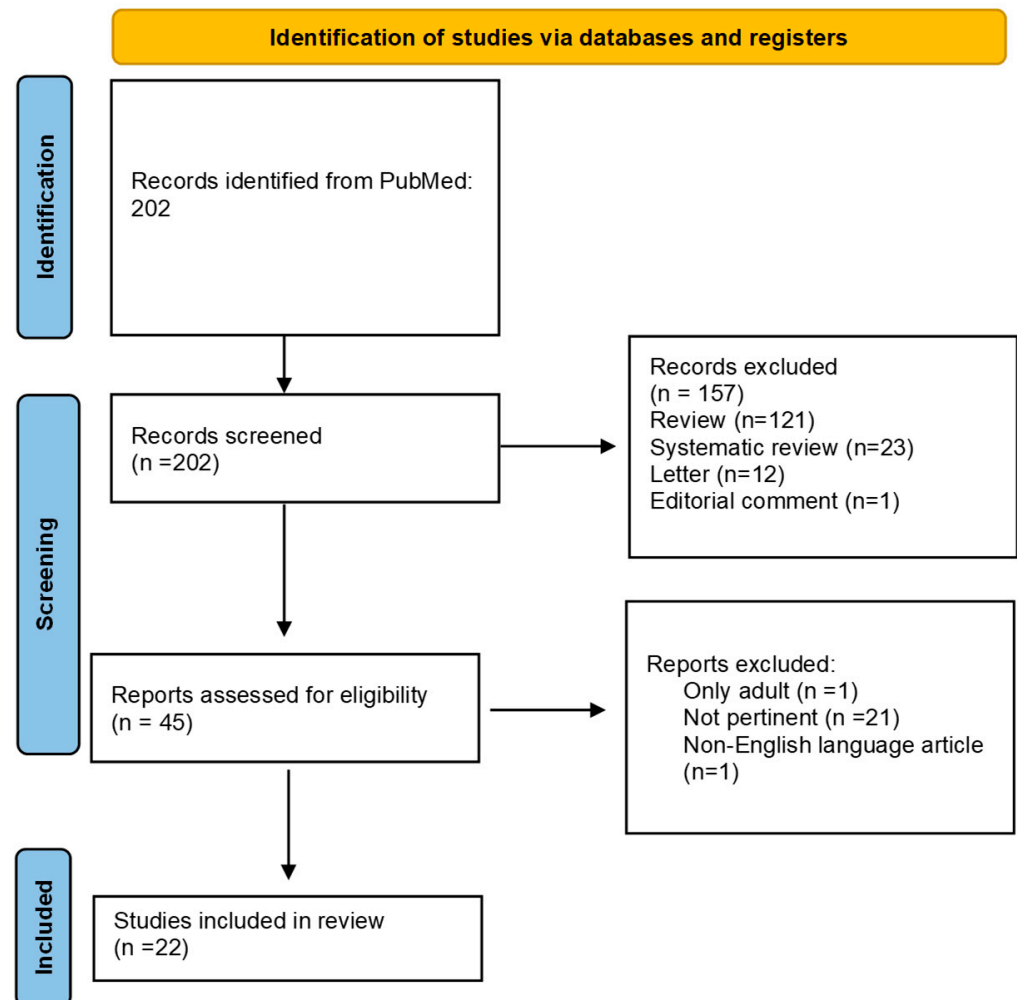 Identification of studies via databases and registers
Identification
Records identified from PubMed:
202
Screening
Records screened
(n =202)
Records excluded
(n = 157)
Review (n=121)
Systematic review (n=23)
Letter (n=12)
Editorial comment (n=1)
Reports assessed for eligibility
(n = 45)
Reports excluded:
Only adult (n =1)
Not pertinent (n =21)
Non-English language article
(n=1)
Included
Studies included in review
(n =22)